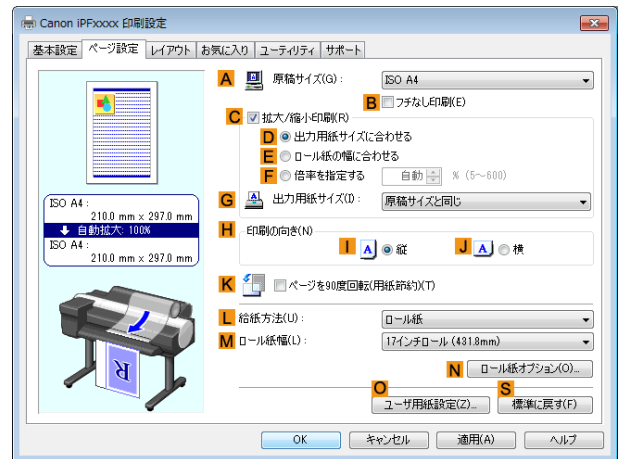 Canon iPFxxxx 印刷設定
基本設定 ページ設定 レイアウト お気に入り ユーティリティ サポート
A 原稿サイズ(G): ISO A4
B フチなし印刷(E)
C 拡大/縮小印刷(R)
D 出力用紙サイズに合わせる
E ロール紙の幅に合わせる
F 倍率を指定する 自動 % (5~600)
G 出力用紙サイズ(I): 原稿サイズと同じ
ISO A4 :
210.0 mm x 297.0 mm
自動拡大: 100%
ISO A4 :
210.0 mm x 297.0 mm
H 印刷の向き(N)
I A 縦 J A 横
K ページを90度回転(用紙節約)(T)
L 給紙方法(U): ロール紙
M ロール紙幅(L): 17インチロール (431.8mm)
N ロール紙オプション(O)...
O ユーザ用紙設定(Z)... S 標準に戻す(F)
R
OK キャンセル 適用(A) ヘルプ